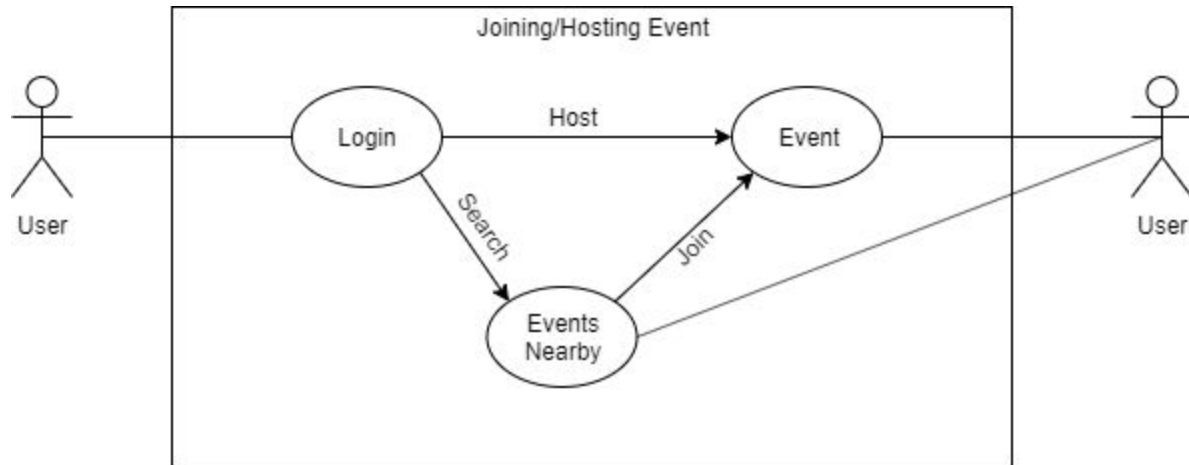 Joining/Hosting Event
Login
Host
Event
User
User
Search
Join
Events
Nearby